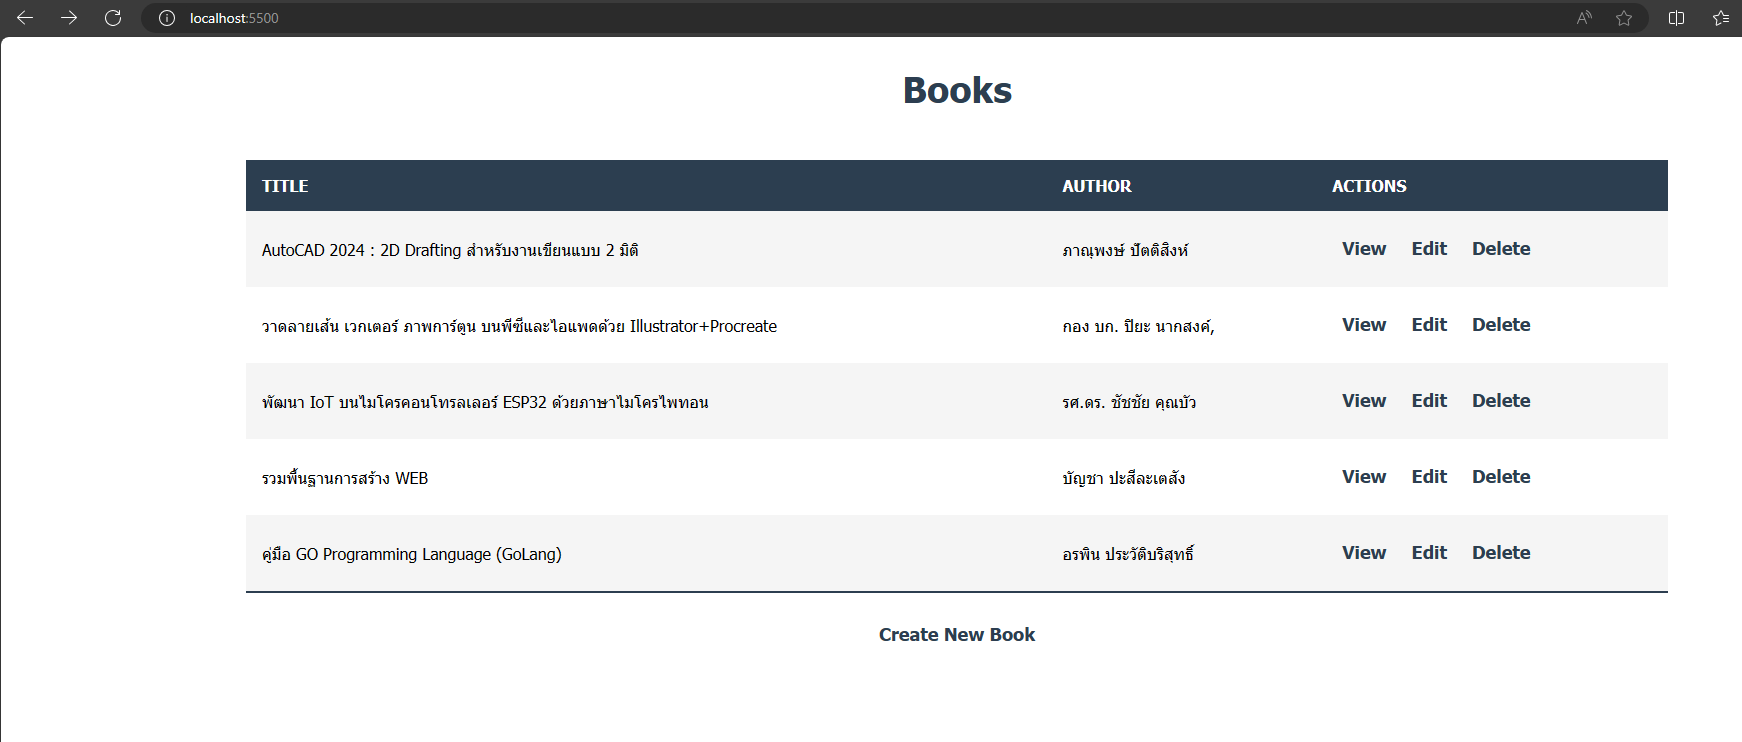 localhost:5500
Books
TITLE AUTHOR ACTIONS
AutoCAD 2024 : 2D Drafting สำหรับงานเขียนแบบ 2 มิติ ภาณุพงษ์ ปัตติสิงห์ View Edit Delete
วาดลายเส้น เวกเตอร์ ภาพการ์ตูน บนพีซีและไอแพดด้วย Illustrator+Procreate กอง บก. ปิยะ นากสงค์, View Edit Delete
พัฒนา IoT บนไมโครคอนโทรลเลอร์ ESP32 ด้วยภาษาไมโครไพทอน รศ.ดร. ชัชชัย คุณบัว View Edit Delete
รวมพื้นฐานการสร้าง WEB บัญชา ปะสีละเตสัง View Edit Delete
คู่มือ GO Programming Language (GoLang) อรพิน ประวัติบริสุทธิ์ View Edit Delete
Create New Book